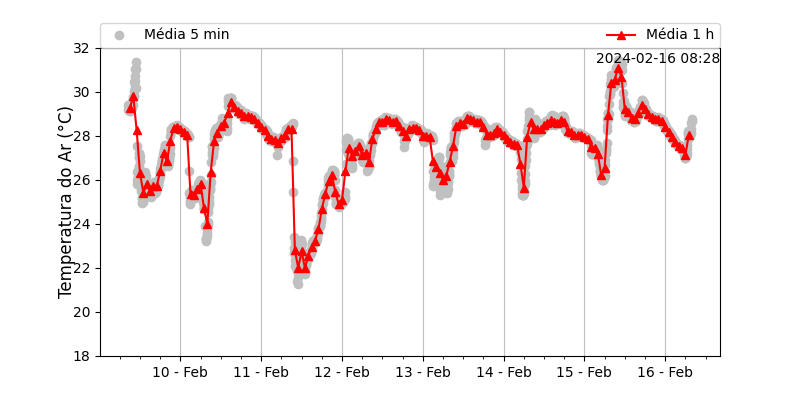 Média 5 min
Média 1 h
2024-02-16 08:28
Temperatura do Ar (°C)
32
30
28
26
24
22
20
18
10 - Feb
11 - Feb
12 - Feb
13 - Feb
14 - Feb
15 - Feb
16 - Feb